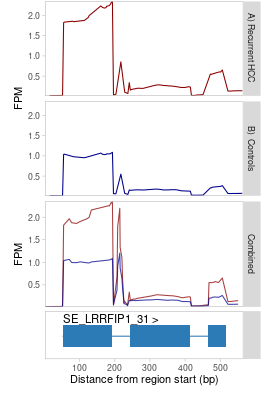 2.0
1.5
1.0
0.5
FPM
A) Recurrent HCC
2.0
1.5
1.0
0.5
FPM
B) Controls
2.0
1.5
1.0
0.5
FPM
Combined
SE_LRRFIP1_31 >
100 200 300 400 500
Distance from region start (bp)